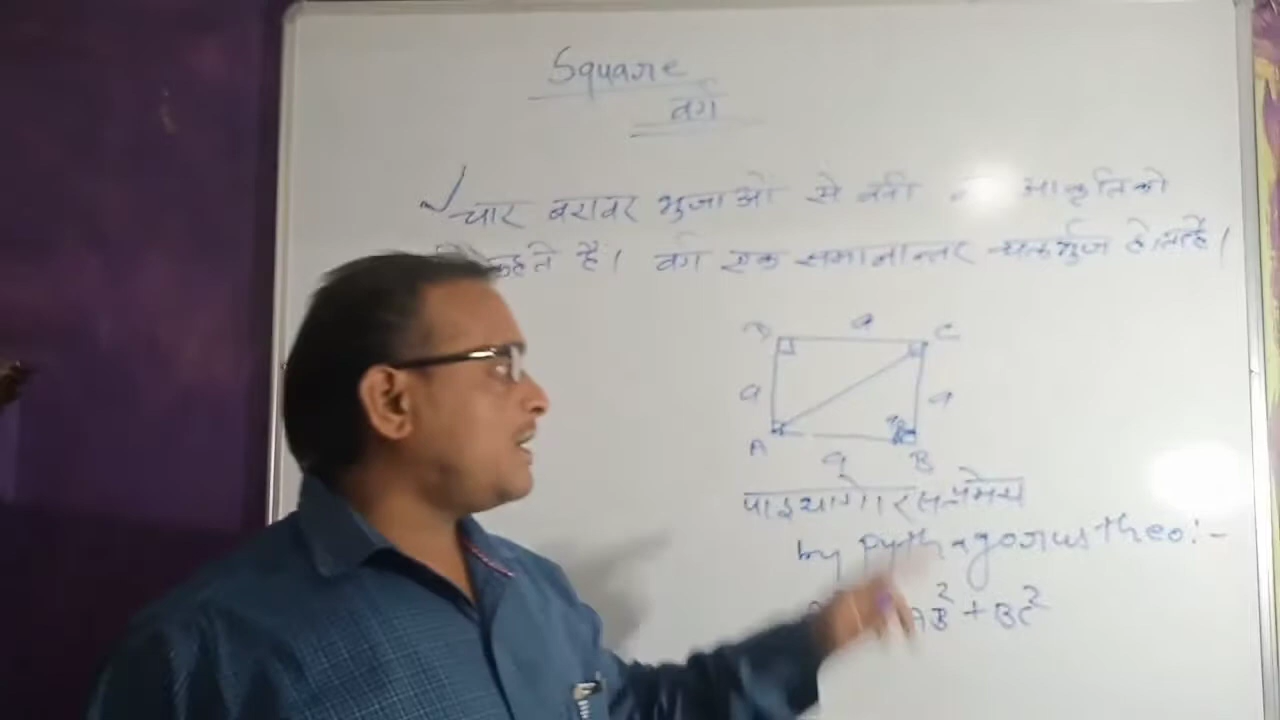 Square
वर्ग
चार बराबर भुजाओं से बनी आकृति को
कहते है। वर्ग एक समानान्तर चतुर्भुज
D a C
a a
A a B
पाइथागोरस प्रमेय
by Pythagorus theo:-
AB² + BC²